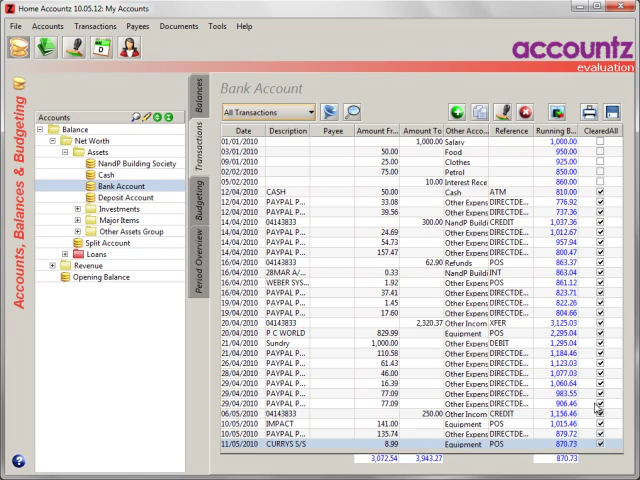 Home Accountz 10.05.12: My Accounts
File Accounts Transactions Payees Documents Tools Help
accountz
evaluation
Accounts, Balances & Budgeting
Accounts
Balance
Net Worth
Assets
NandP Building Society
Cash
Bank Account
Deposit Account
Investments
Major Items
Other Assets Group
Split Account
Loans
Revenue
Opening Balance
Balances
Transactions
Budgeting
Period Overview
Bank Account
All Transactions
Date Description Payee Amount Fr... Amount To Other Acco... Reference Running B... ClearedAll
01/01/2010 1,000.00 Salary 1,000.00
03/01/2010 50.00 Food 950.00
09/01/2010 25.00 Clothes 925.00
02/02/2010 75.00 Petrol 850.00
05/02/2010 10.00 Interest Rece 860.00
12/04/2010 CASH 50.00 Cash ATM 810.00
12/04/2010 PAYPAL P... 33.08 Other Expens DIRECTDE... 776.92
12/04/2010 PAYPAL P... 39.56 Other Expens DIRECTDE... 737.36
14/04/2010 04143833 300.00 NandP Buildi CREDIT 1,037.36
14/04/2010 PAYPAL P... 24.69 Other Expens DIRECTDE... 1,012.67
14/04/2010 PAYPAL P... 54.73 Other Expens DIRECTDE... 957.94
14/04/2010 PAYPAL P... 157.47 Other Expens DIRECTDE... 800.47
16/04/2010 04143833 62.90 Refunds POS 863.37
16/04/2010 28MAR A/... 0.33 NandP Buildi INT 863.04
16/04/2010 WEBER SYS... 1.92 Other Expens POS 861.12
16/04/2010 PAYPAL P... 37.41 Other Expens DIRECTDE... 823.71
19/04/2010 PAYPAL P... 1.45 Other Expens DIRECTDE... 822.26
19/04/2010 PAYPAL P... 17.60 Other Expens DIRECTDE... 804.66
20/04/2010 04143833 2,320.37 Other Incom XFER 3,125.03
20/04/2010 P C WORLD 829.99 Equipment POS 2,295.04
21/04/2010 Sundry... 1,000.00 Other Expens DEBIT 1,295.04
21/04/2010 PAYPAL P... 110.58 Other Expens DIRECTDE... 1,184.46
26/04/2010 PAYPAL P... 61.43 Other Expens DIRECTDE... 1,123.03
28/04/2010 PAYPAL P... 46.00 Other Expens DIRECTDE... 1,077.03
29/04/2010 PAYPAL P... 16.39 Other Expens DIRECTDE... 1,060.64
29/04/2010 PAYPAL P... 77.09 Other Expens DIRECTDE... 983.55
29/04/2010 PAYPAL P... 77.09 Other Expens DIRECTDE... 906.46
06/05/2010 04143833 250.00 Other Incom CREDIT 1,156.46
10/05/2010 IMPACT 141.00 Equipment POS 1,015.46
10/05/2010 PAYPAL P... 135.74 Other Expens DIRECTDE... 879.72
11/05/2010 CURRYS S/S 8.99 Equipment POS 870.73
3,072.54 3,943.27 870.73